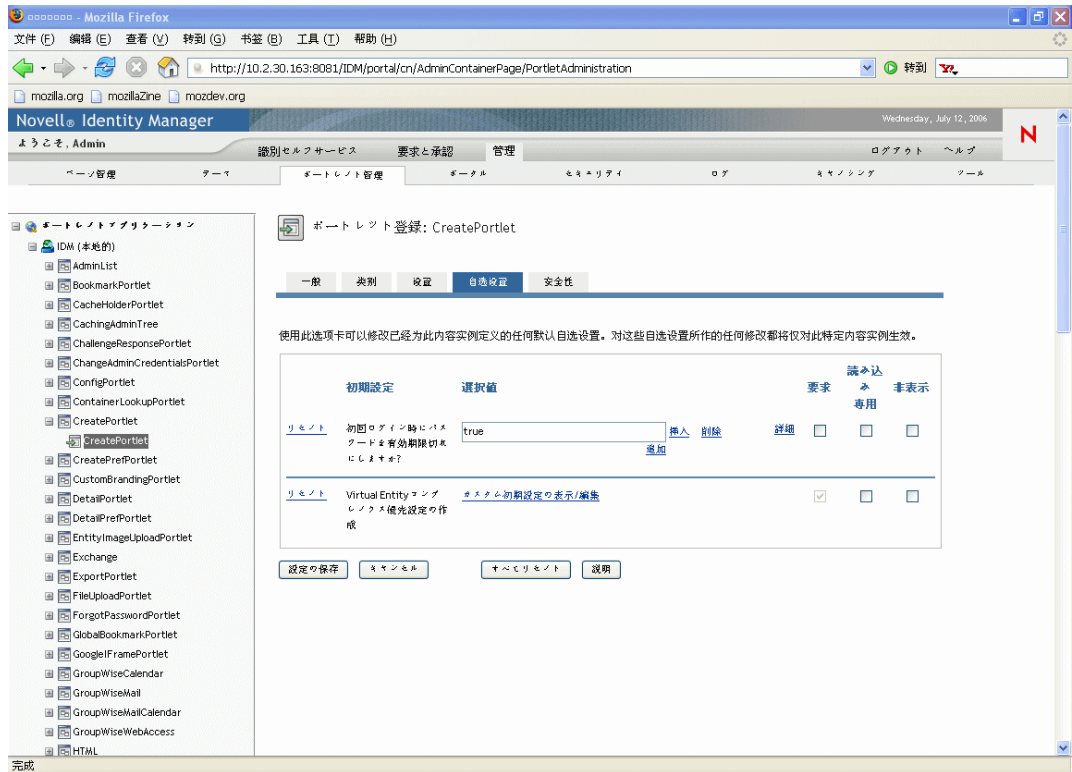 - Mozilla Firefox
文件(F) 编辑(E) 查看(V) 转到(G) 书签(B) 工具(T) 帮助(H)
http://10.2.30.163:8081/IDM/portal/cn/AdminContainerPage/PortletAdministration
转到
mozilla.org mozillaZine mozdev.org
Novell® Identity Manager
Wednesday, July 12, 2006
N
ようこそ, Admin
識別セルフサービス 要求と承認 管理
ログアウト ヘルプ
ページ管理 テーマ ポートレット管理 ポータル セキュリティ ログ キャッシング ツール
ポートレットアプリケーション
IDM (本地的)
AdminList
BookmarkPortlet
CacheHolderPortlet
CachingAdminTree
ChallengeResponsePortlet
ChangeAdminCredentialsPortlet
ConfigPortlet
ContainerLookupPortlet
CreatePortlet
CreatePortlet
CreatePrefPortlet
CustomBrandingPortlet
DetailPortlet
DetailPrefPortlet
EntityImageUploadPortlet
Exchange
ExportPortlet
FileUploadPortlet
ForgotPasswordPortlet
GlobalBookmarkPortlet
GoogleIFramePortlet
GroupWiseCalendar
GroupWiseMail
GroupWiseMailCalendar
GroupWiseWebAccess
HTML
ポートレット登録: CreatePortlet
一般 类别 设置 自选设置 安全性
使用此选项卡可以修改已经为此内容实例定义的任何默认自选设置。对这些自选设置所作的任何修改都将仅对此特定内容实例生效。
初期設定 選択値 要求 読み込み専用 非表示
リセット
初回ログイン時にパス
ワードを有効期限切れ
にしますか?
true
挿入 削除
追加
詳細
リセット
Virtual Entity コンプ
レックス優先設定の作
成
カスタム初期設定の表示/編集
設定の保存 キャンセル すべてリセット 説明
完成